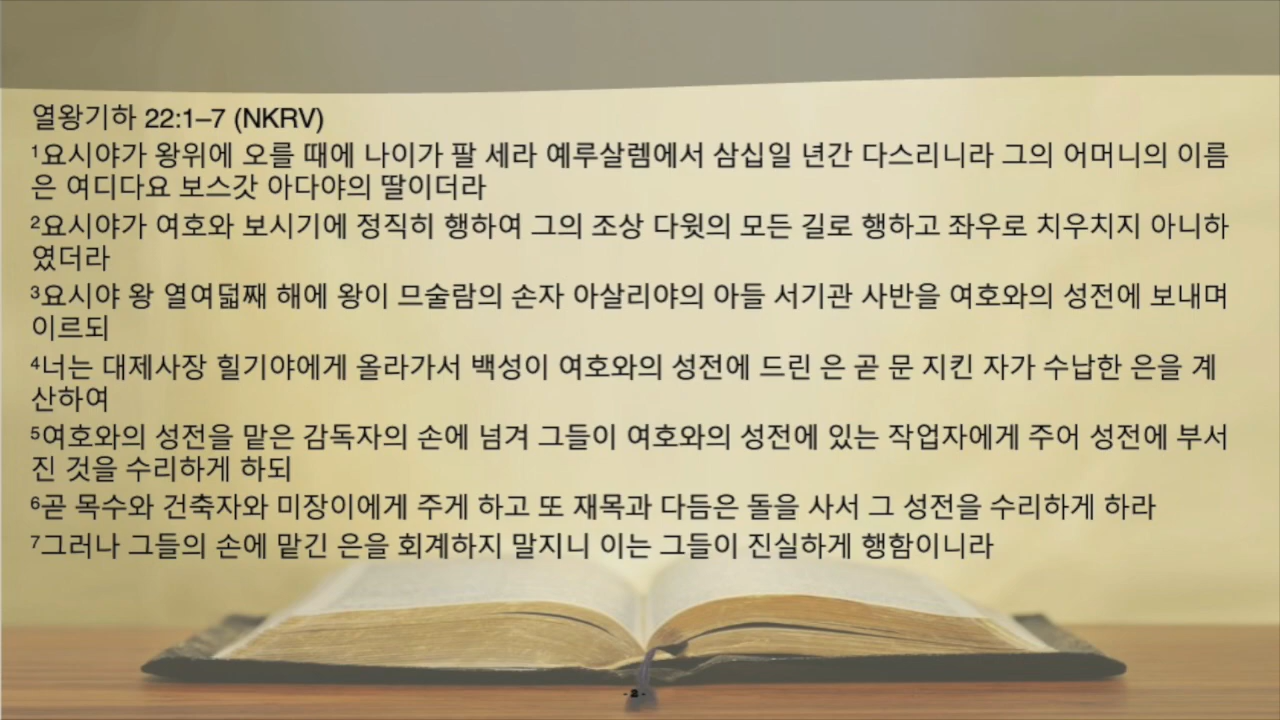 열왕기하 22:1–7 (NKRV)
¹요시야가 왕위에 오를 때에 나이가 팔 세라 예루살렘에서 삼십일 년간 다스리니라 그의 어머니의 이름
은 여디다요 보스갓 아다야의 딸이더라
²요시야가 여호와 보시기에 정직히 행하여 그의 조상 다윗의 모든 길로 행하고 좌우로 치우치지 아니하
였더라
³요시야 왕 열여덟째 해에 왕이 므술람의 손자 아살리야의 아들 서기관 사반을 여호와의 성전에 보내며
이르되
⁴너는 대제사장 힐기야에게 올라가서 백성이 여호와의 성전에 드린 은 곧 문 지킨 자가 수납한 은을 계
산하여
⁵여호와의 성전을 맡은 감독자의 손에 넘겨 그들이 여호와의 성전에 있는 작업자에게 주어 성전에 부서
진 것을 수리하게 하되
⁶곧 목수와 건축자와 미장이에게 주게 하고 또 재목과 다듬은 돌을 사서 그 성전을 수리하게 하라
⁷그러나 그들의 손에 맡긴 은을 회계하지 말지니 이는 그들이 진실하게 행함이니라